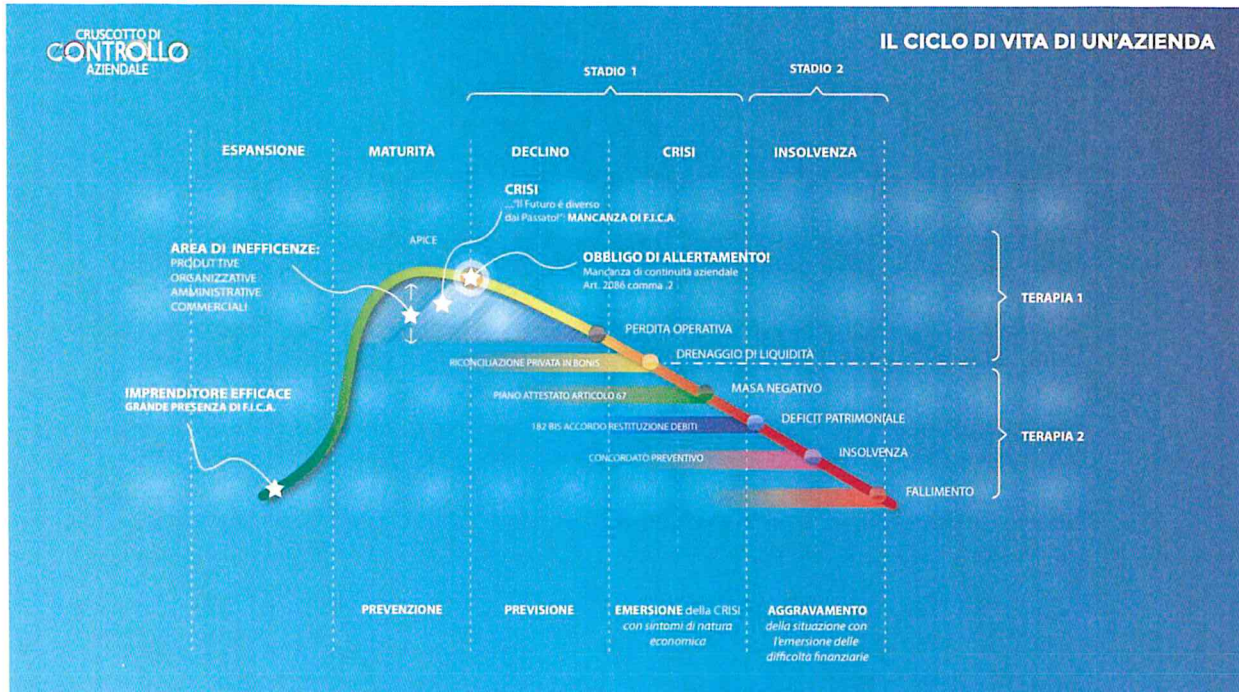 CRUSCOTTO DI
CONTROLLO
AZIENDALE
IL CICLO DI VITA DI UN'AZIENDA
STADIO 1
STADIO 2
ESPANSIONE
MATURITÀ
DECLINO
CRISI
INSOLVENZA
CRISI
...."Il Futuro é diverso
dal Passato!": MANCANZA DI F.I.C.A.
APICE
AREA DI INEFFICENZE:
PRODUTTIVE
ORGANIZZATIVE
AMMINISTRATIVE
COMMERCIALI
OBBLIGO DI ALLERTAMENTO!
Mancanza di continuità aziendale
Art. 2086 comma .2
TERAPIA 1
PERDITA OPERATIVA
RICONCILIAZIONE PRIVATA IN BONIS
DRENAGGIO DI LIQUIDITÀ
IMPRENDITORE EFFICACE
GRANDE PRESENZA DI F.I.C.A.
PIANO ATTESTATO ARTICOLO 67
MASA NEGATIVO
182 BIS ACCORDO RESTITUZIONE DEBITI
DEFICIT PATRIMONIALE
TERAPIA 2
CONCORDATO PREVENTIVO
INSOLVENZA
FALLIMENTO
PREVENZIONE
PREVISIONE
EMERSIONE della CRISI
con sintomi di natura
economica
AGGRAVAMENTO
della situazione con
l'emersione delle
difficoltà finanziarie